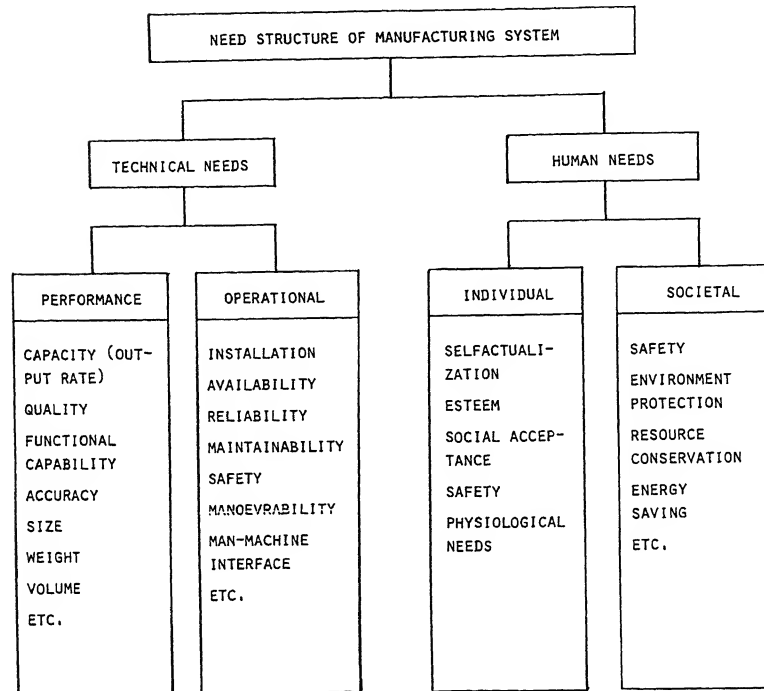 NEED STRUCTURE OF MANUFACTURING SYSTEM
TECHNICAL NEEDS
HUMAN NEEDS
PERFORMANCE
CAPACITY (OUT-
PUT RATE)
QUALITY
FUNCTIONAL
CAPABILITY
ACCURACY
SIZE
WEIGHT
VOLUME
ETC.
OPERATIONAL
INSTALLATION
AVAILABILITY
RELIABILITY
MAINTAINABILITY
SAFETY
MANOEVRABILITY
MAN-MACHINE
INTERFACE
ETC.
INDIVIDUAL
SELFACTUALI-
ZATION
ESTEEM
SOCIAL ACCEP-
TANCE
SAFETY
PHYSIOLOGICAL
NEEDS
SOCIETAL
SAFETY
ENVIRONMENT
PROTECTION
RESOURCE
CONSERVATION
ENERGY
SAVING
ETC.